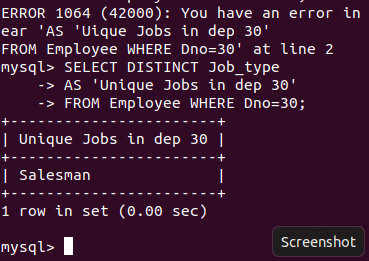 ERROR 1064 (42000): You have an error in
ear 'AS 'Uique Jobs in dep 30'
FROM Employee WHERE Dno=30' at line 2
mysql> SELECT DISTINCT Job_type
    -> AS 'Unique Jobs in dep 30'
    -> FROM Employee WHERE Dno=30;
+-----------------------+
| Unique Jobs in dep 30 |
+-----------------------+
| Salesman              |
+-----------------------+
1 row in set (0.00 sec)
mysql>
Screenshot